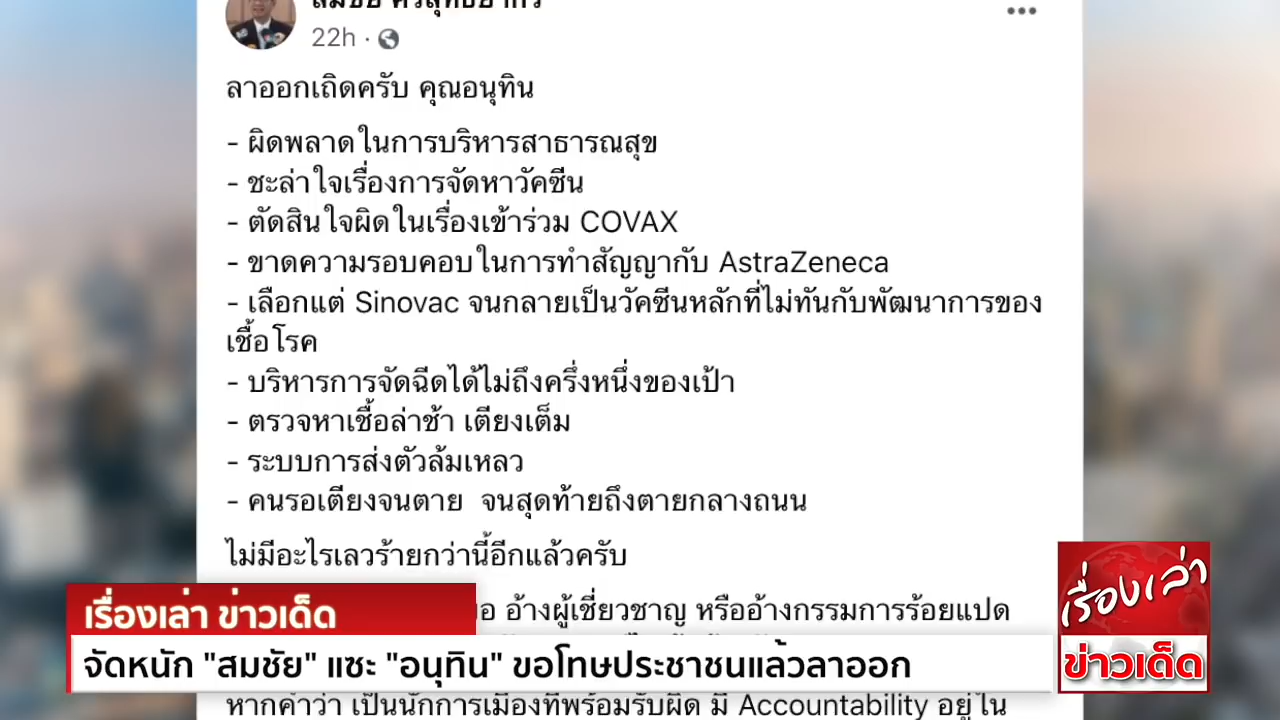 สมชัย ศรีสุทธิยากร
22h ·
ลาออกเถิดครับ คุณอนุทิน
- ผิดพลาดในการบริหารสาธารณสุข
- ชะล่าใจเรื่องการจัดหาวัคซีน
- ตัดสินใจผิดในเรื่องเข้าร่วม COVAX
- ขาดความรอบคอบในการทำสัญญากับ AstraZeneca
- เลือกแต่ Sinovac จนกลายเป็นวัคซีนหลักที่ไม่ทันกับพัฒนาการของ
เชื้อโรค
- บริหารการจัดฉีดได้ไม่ถึงครึ่งหนึ่งของเป้า
- ตรวจหาเชื้อล่าช้า เตียงเต็ม
- ระบบการส่งตัวล้มเหลว
- คนรอเตียงจนตาย จนสุดท้ายถึงตายกลางถนน
ไม่มีอะไรเลวร้ายกว่านี้อีกแล้วครับ
อ้างผู้เชี่ยวชาญ หรืออ้างกรรมการร้อยแปด
หากคำว่า เป็นนักการเมืองที่พร้อมรับผิด มี Accountability อยู่ใน
เรื่องเล่า ข่าวเด็ด
จัดหนัก "สมชัย" แซะ "อนุทิน" ขอโทษประชาชนแล้วลาออก
เรื่องเล่า
ข่าวเด็ด